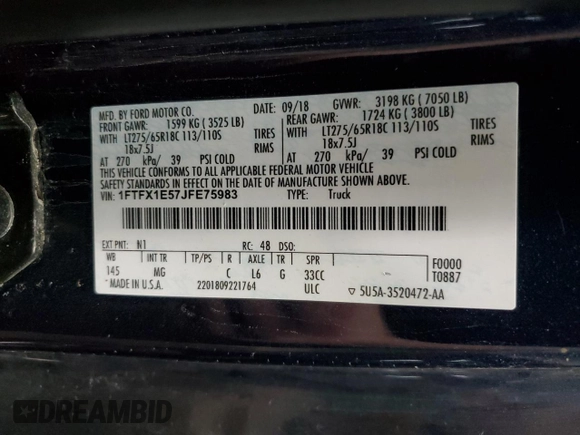 MFD. BY FORD MOTOR CO.
09/18 GVWR: 3198 KG ( 7050 LB)
FRONT GAWR: 1599 KG ( 3525 LB)
REAR GAWR: 1724 KG ( 3800 LB)
WITH LT275/65R18C 113/110S TIRES
WITH LT275/65R18C 113/110S TIRES
18x7.5J RIMS
18x7.5J RIMS
AT 270 kPa/ 39 PSI COLD
AT 270 kPa/ 39 PSI COLD
THIS VEHICLE CONFORMS TO ALL APPLICABLE FEDERAL MOTOR VEHICLE
SAFETY AND THEFT PREVENTION STANDARDS IN EFFECT ON THE DATE OF MANUFACTURE SHOWN ABOVE.
VIN: 1FTFX1E57JFE75983 TYPE: Truck
EXT PNT: N1 RC: 48 DSO:
WB INT TR TP/PS R AXLE TR SPR F0000
145 MG C L6 G 33CC T0887
* MADE IN U.S.A. 2201809221764 ULC ▽ 5U5A-3520472-AA
DREAMBID